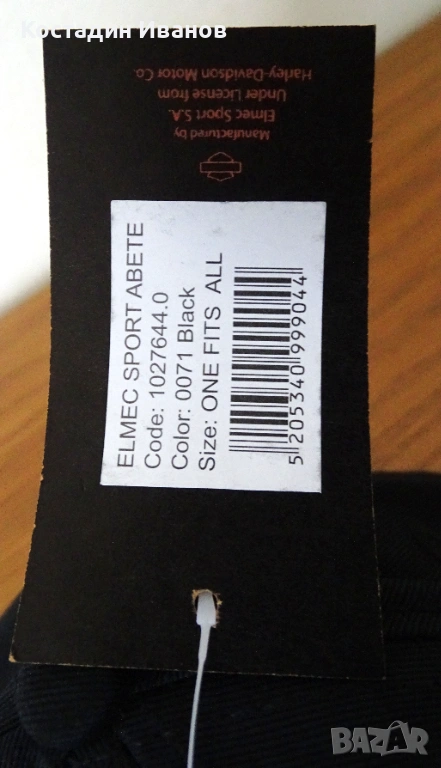 Костадин Иванов
Manufactured by
Elmec Sport S.A.
Under License from
Harley-Davidson Motor Co.
ELMEC SPORT ABETE
Code: 1027644.0
Color: 0071 Black
Size: ONE FITS ALL
5 205340 999044
BAZAR